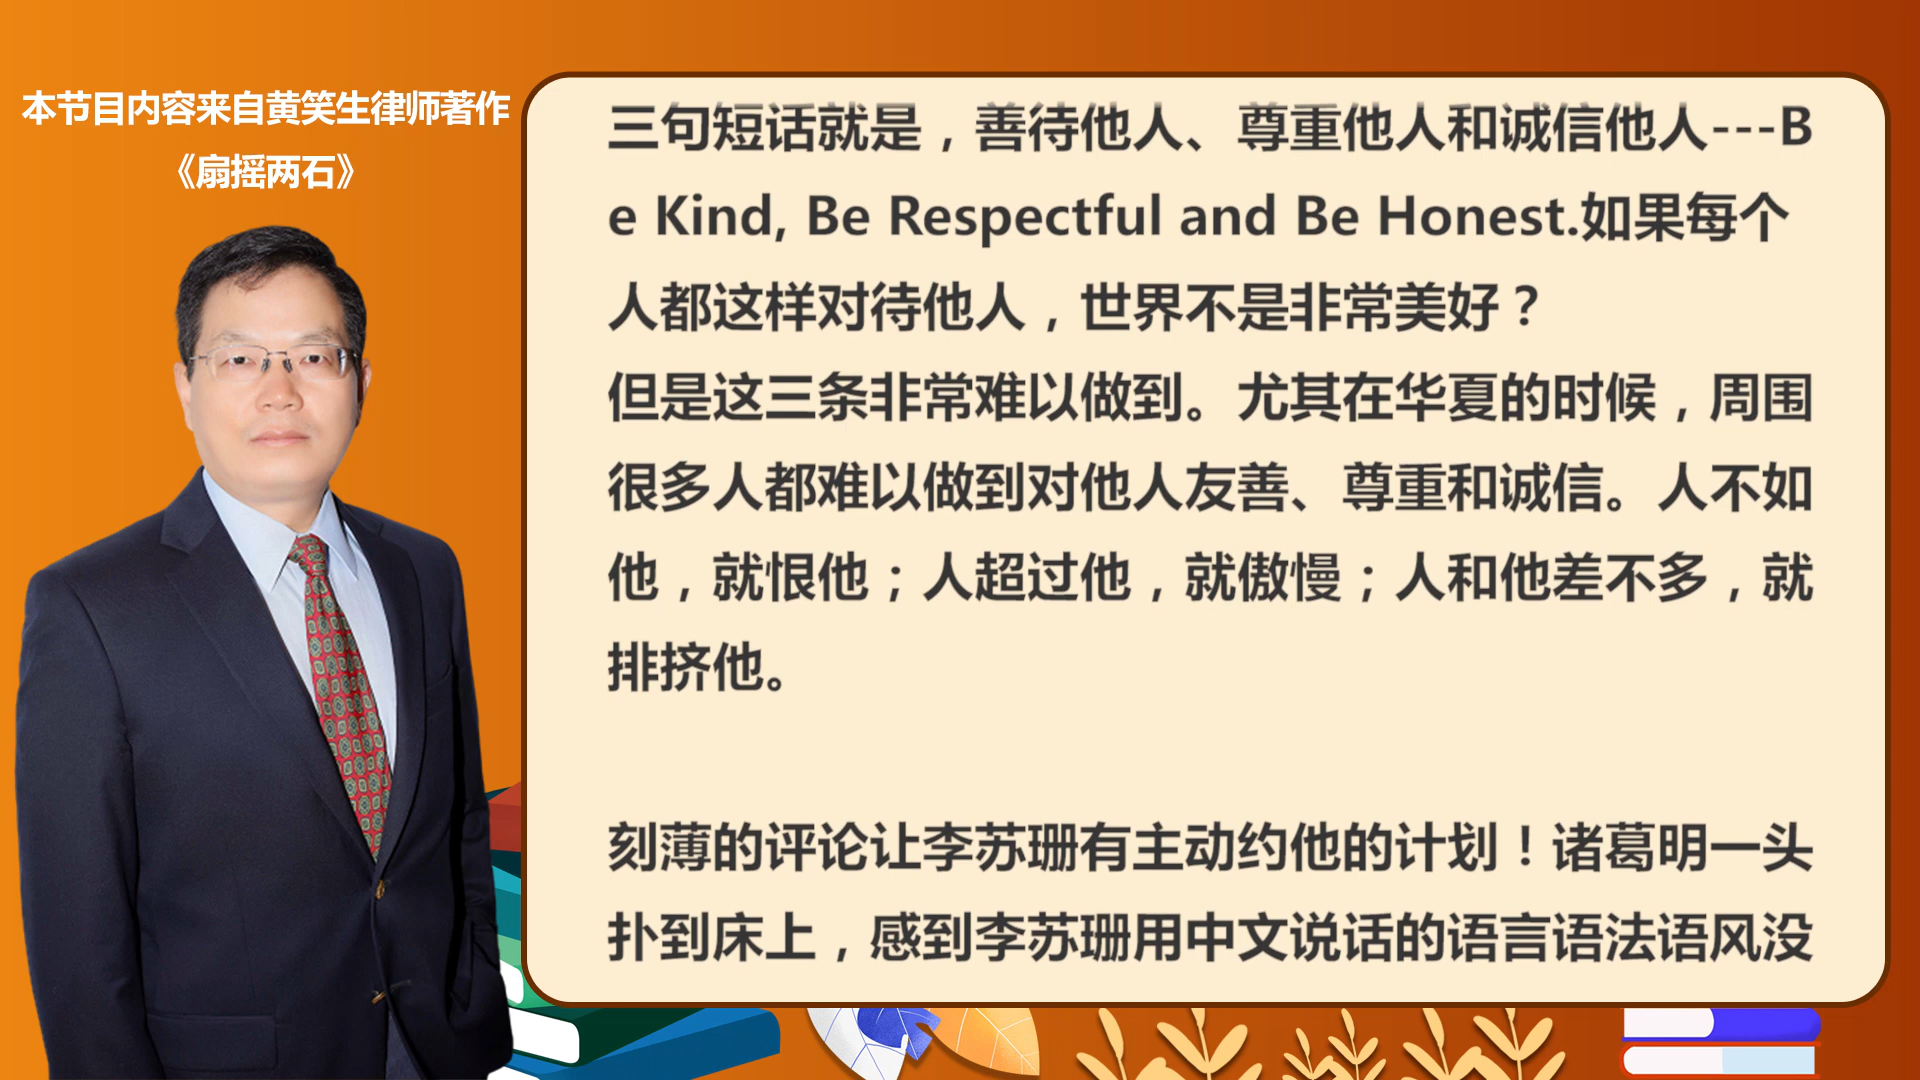 本节目内容来自黄笑生律师著作
《扇摇两石》
三句短话就是，善待他人、尊重他人和诚信他人---B
e Kind, Be Respectful and Be Honest.如果每个
人都这样对待他人，世界不是非常美好？
但是这三条非常难以做到。尤其在华夏的时候，周围
很多人都难以做到对他人友善、尊重和诚信。人不如
他，就恨他；人超过他，就傲慢；人和他差不多，就
排挤他。
刻薄的评论让李苏珊有主动约他的计划！诸葛明一头
扑到床上，感到李苏珊用中文说话的语言语法语风没